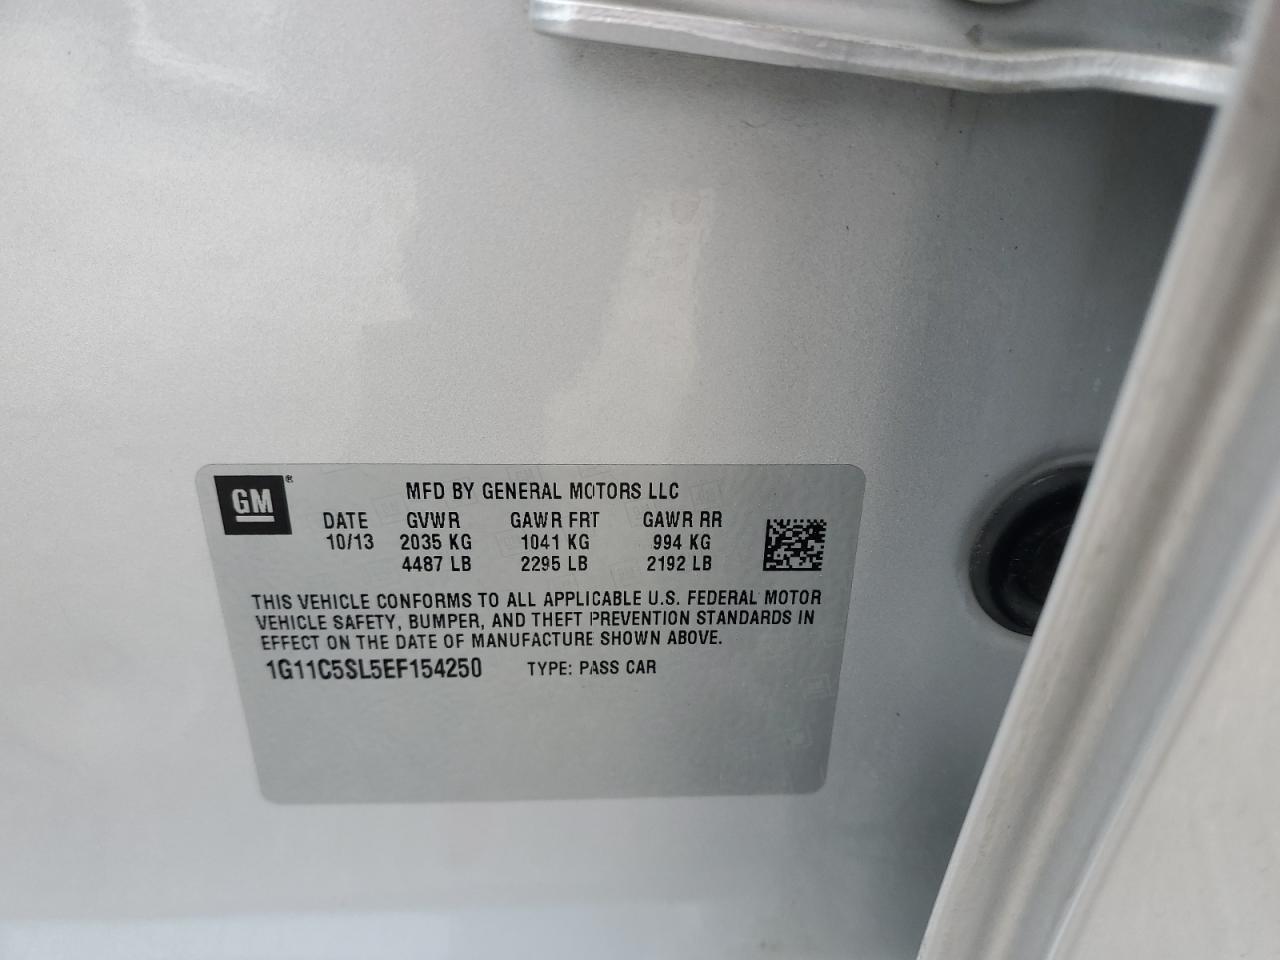 GM®
MFD BY GENERAL MOTORS LLC
DATE GVWR GAWR FRT GAWR RR
10/13 2035 KG 1041 KG 994 KG
4487 LB 2295 LB 2192 LB
THIS VEHICLE CONFORMS TO ALL APPLICABLE U.S. FEDERAL MOTOR
VEHICLE SAFETY, BUMPER, AND THEFT PREVENTION STANDARDS IN
EFFECT ON THE DATE OF MANUFACTURE SHOWN ABOVE.
1G11C5SL5EF154250 TYPE: PASS CAR